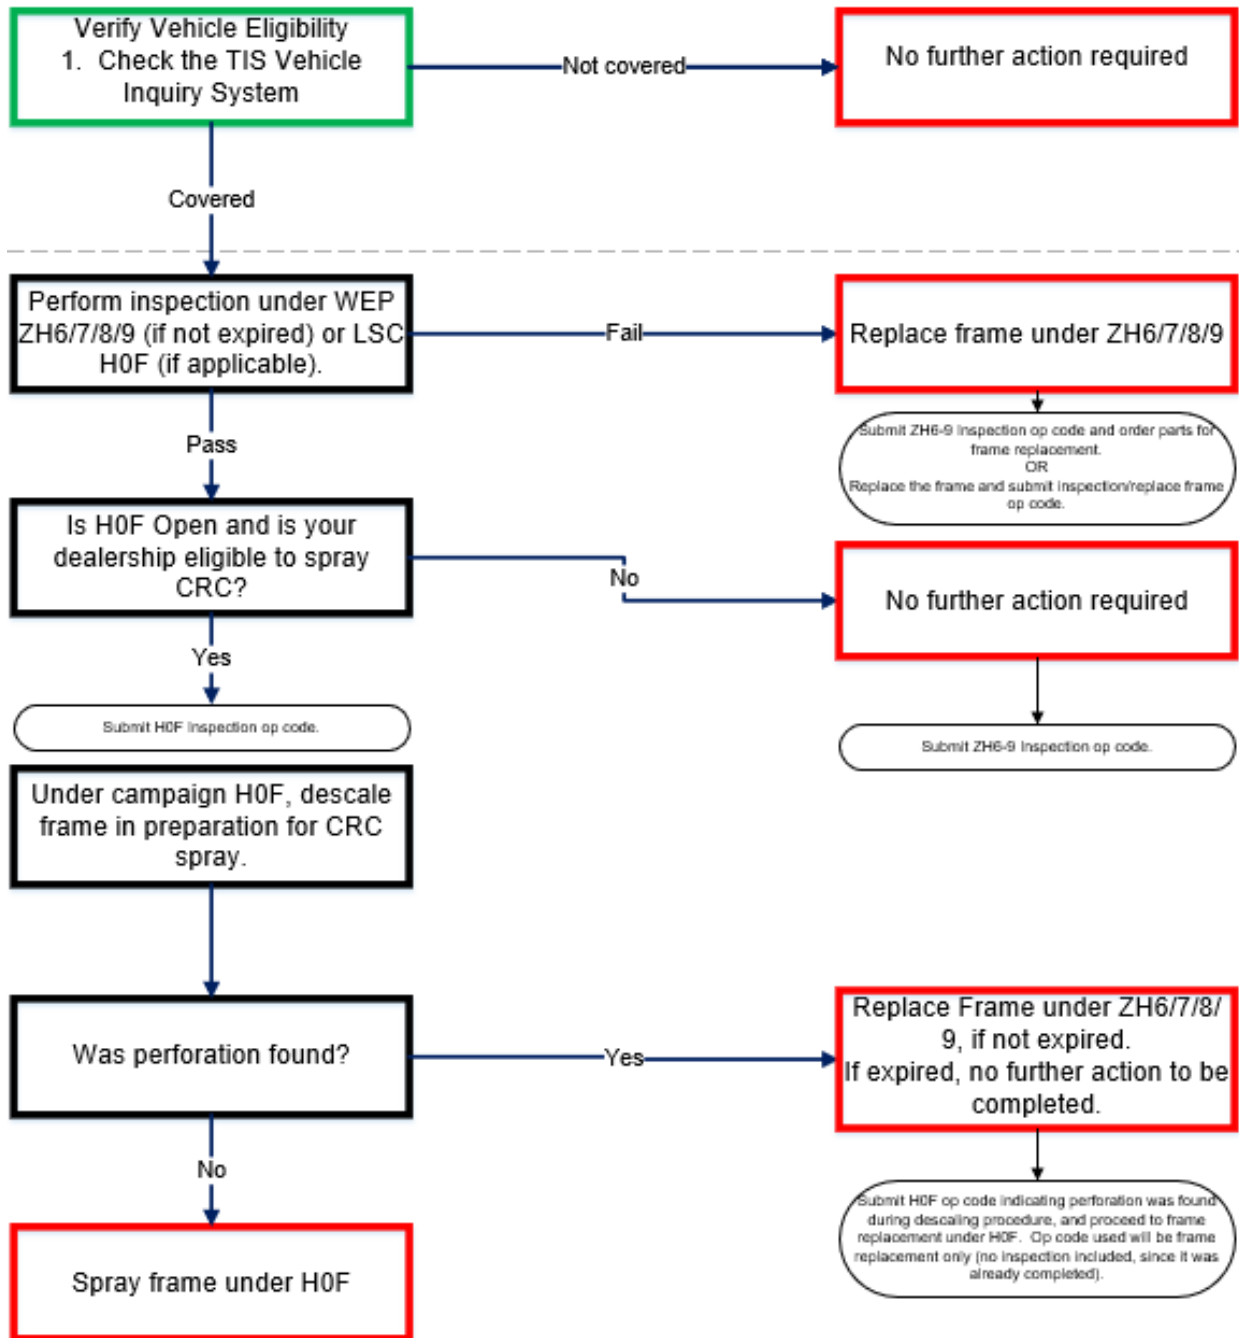 Verify Vehicle Eligibility
1. Check the TIS Vehicle
Inquiry System
Not covered
No further action required
Covered
Perform inspection under WEP
ZH6/7/8/9 (if not expired) or LSC
H0F (if applicable).
Fail
Replace frame under ZH6/7/8/9
Submit ZH6-9 Inspection op code and order parts for
frame replacement.
OR
Replace the frame and submit inspection/replace frame
op code.
Pass
Is H0F Open and is your
dealership eligible to spray
CRC?
No
No further action required
Yes
Submit H0F Inspection op code.
Submit ZH6-9 Inspection op code.
Under campaign H0F, descale
frame in preparation for CRC
spray.
Was perforation found?
Yes
Replace Frame under ZH6/7/8/
9, if not expired.
If expired, no further action to be
completed.
No
Submit H0F op code indicating perforation was found
during descaling procedure, and proceed to frame
replacement under H0F. Op code used will be frame
replacement only (no inspection included, since it was
already completed).
Spray frame under H0F